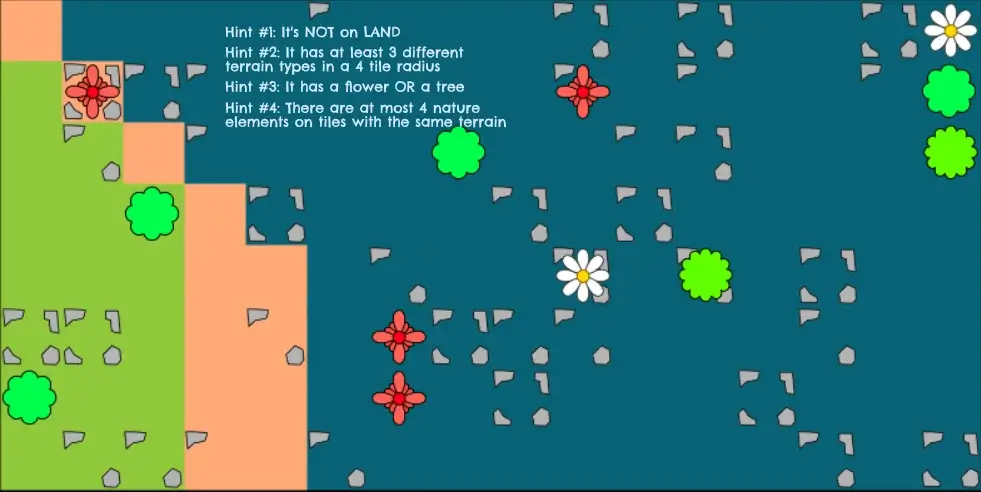 Hint #1: It's NOT on LAND
Hint #2: It has at least 3 different
terrain types in a 4 tile radius
Hint #3: It has a flower OR a tree
Hint #4: There are at most 4 nature
elements on tiles with the same terrain